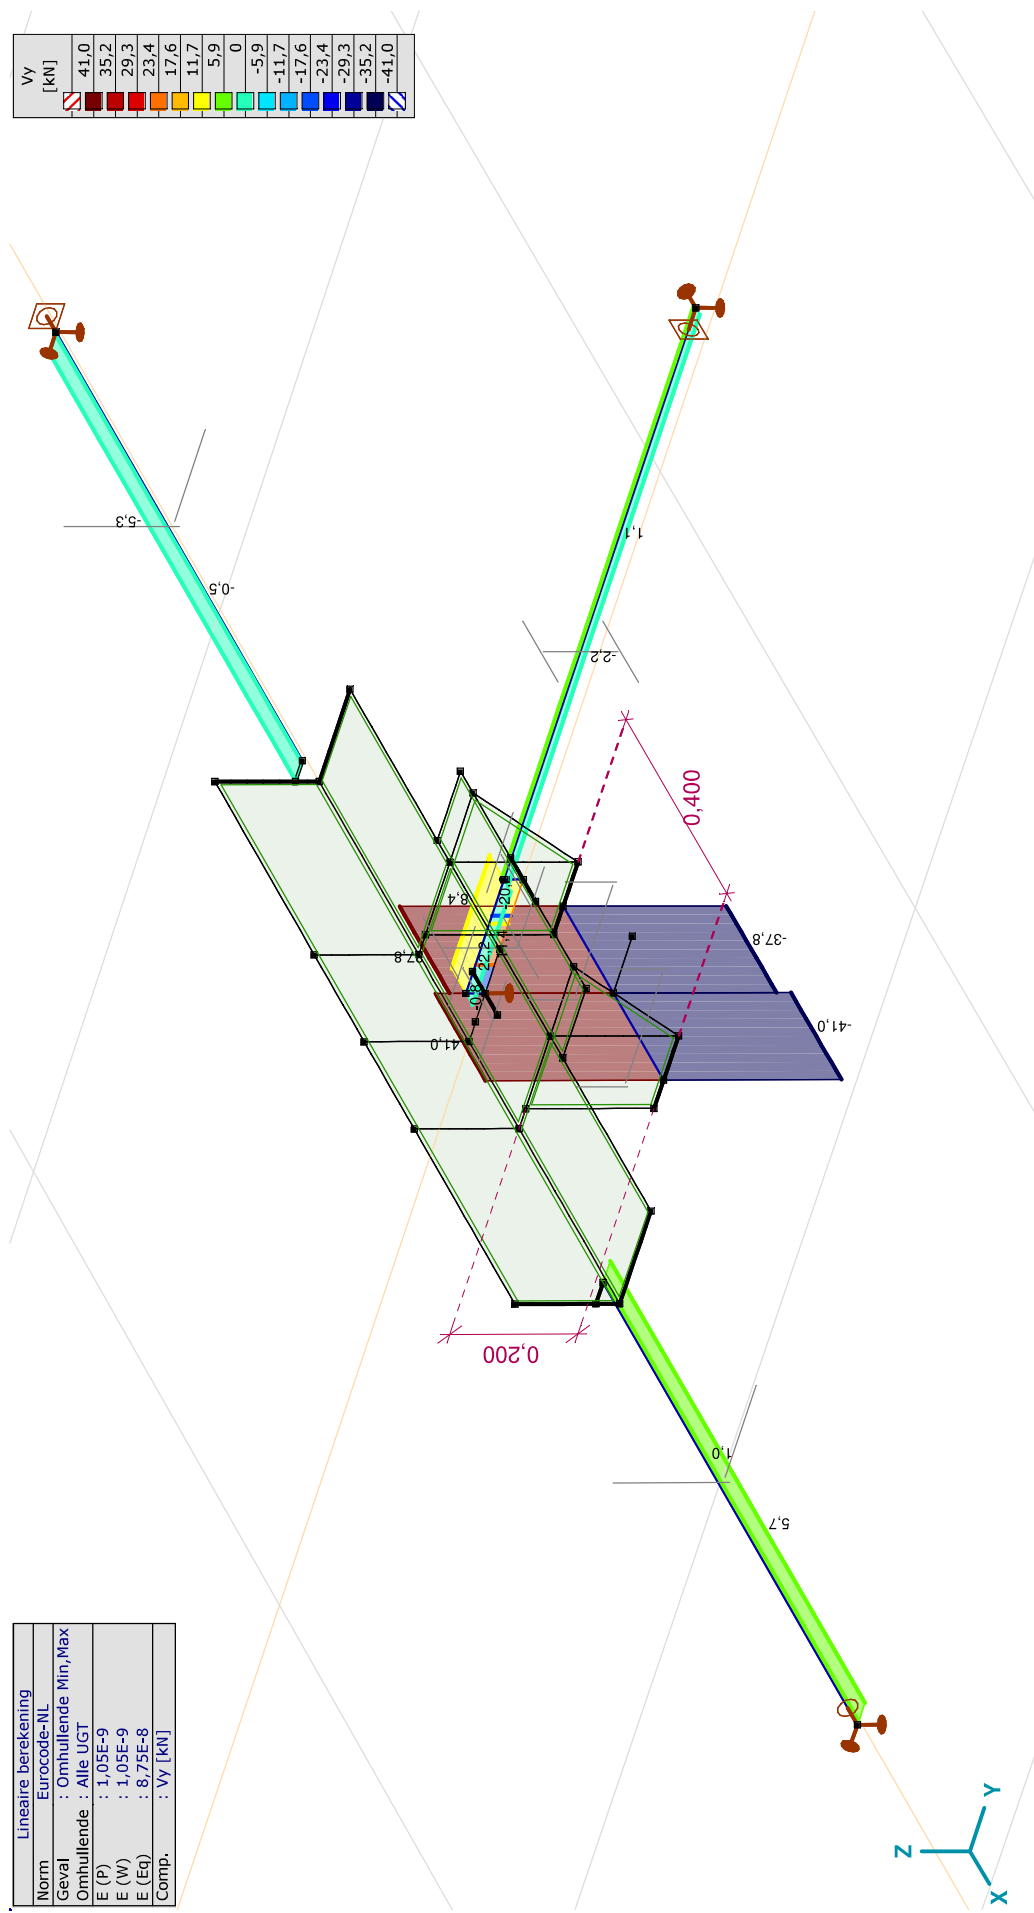 Vy
[kN]
41,0
35,2
29,3
23,4
17,6
11,7
5,9
0
-5,9
-11,7
-17,6
-23,4
-29,3
-35,2
-41,0
-5,3
-0,5
1,1
-2,2
0,400
8,4
-20,
22,2
-0,8
41,0
-37,8
-41,0
0,200
1,0
5,7
Lineaire berekening
Norm Eurocode-NL
Geval : Omhullende Min,Max
Omhullende : Alle UGT
E (P) : 1,05E-9
E (W) : 1,05E-9
E (Eq) : 8,75E-8
Comp. : Vy [kN]
Z
Y
X